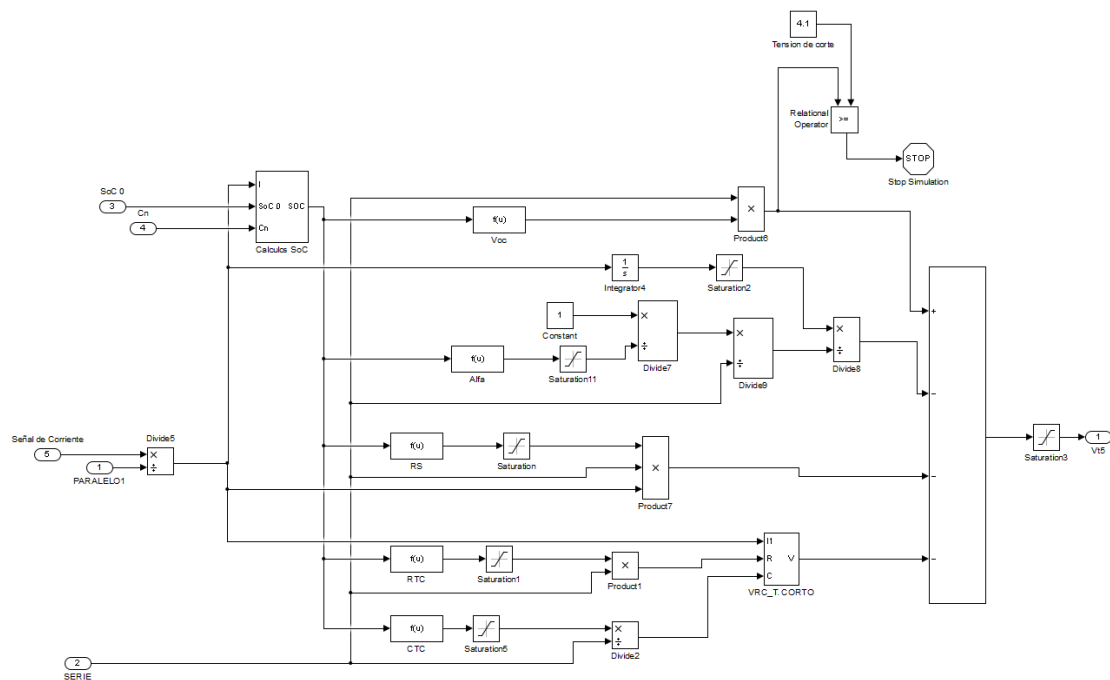 4.1
Tension de corte
Relational
Operator
>=
STOP
Stop Simulation
SoC 0
3
Cn
4
I
SoC 0 SOC
Cn
Calculos SoC
f(u)
Voc
×
Product6
1
s
Integrator4
Saturation2
1
Constant
×
÷
Divide7
×
÷
Divide9
×
÷
Divide8
f(u)
Alfa
Saturation11
+
−
−
−
Señal de Corriente
5
1
PARALELO1
Divide5
×
÷
f(u)
RS
Saturation
×
Product7
Saturation3
1
Vt5
f(u)
RTC
Saturation1
×
Product1
I1
R V
C
VRC_T. CORTO
f(u)
CTC
Saturation5
×
÷
Divide2
2
SERIE